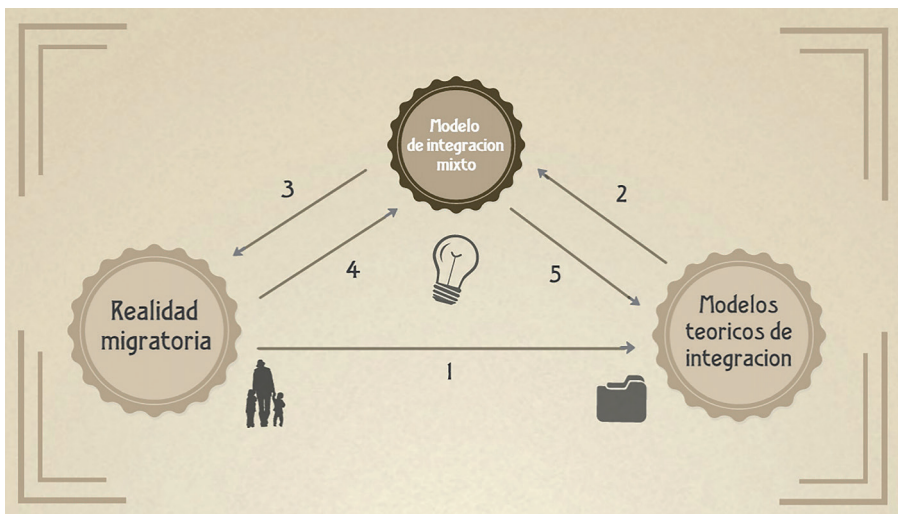 Modelo
de integracion
mixto
3
2
4
5
Realidad
migratoria
Modelos
teoricos de
integracion
1